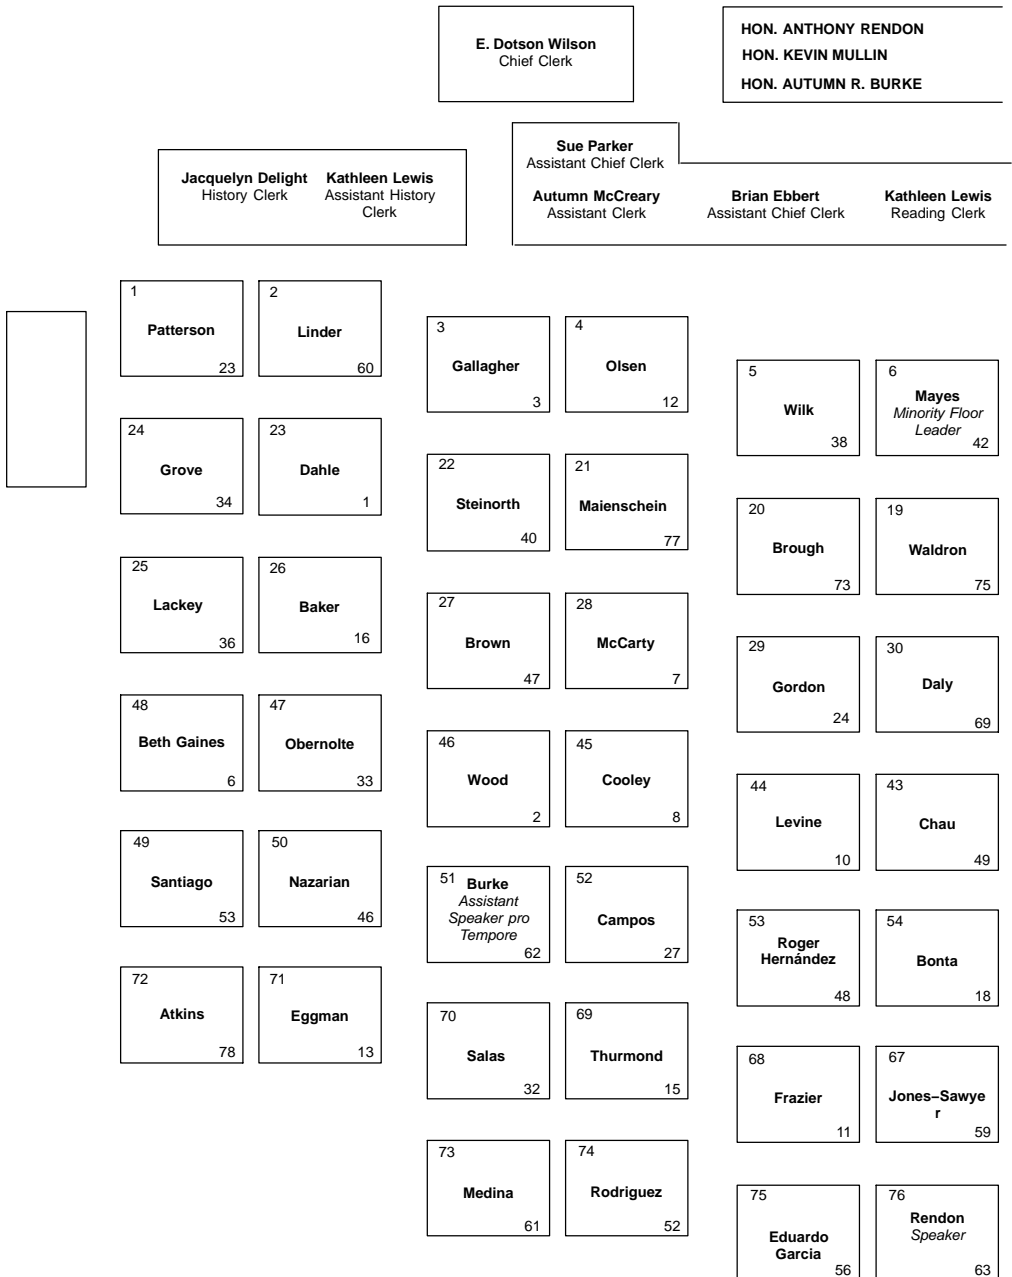 E. Dotson Wilson
Chief Clerk
HON. ANTHONY RENDON
HON. KEVIN MULLIN
HON. AUTUMN R. BURKE
Jacquelyn Delight
History Clerk
Kathleen Lewis
Assistant History
Clerk
Sue Parker
Assistant Chief Clerk
Autumn McCreary
Assistant Clerk
Brian Ebbert
Assistant Chief Clerk
Kathleen Lewis
Reading Clerk
1
Patterson
23
2
Linder
60
3
Gallagher
3
4
Olsen
12
5
Wilk
38
6
Mayes
Minority Floor
Leader
42
24
Grove
34
23
Dahle
1
22
Steinorth
40
21
Maienschein
77
20
Brough
73
19
Waldron
75
25
Lackey
36
26
Baker
16
27
Brown
47
28
McCarty
7
29
Gordon
24
30
Daly
69
48
Beth Gaines
6
47
Obernolte
33
46
Wood
2
45
Cooley
8
44
Levine
10
43
Chau
49
49
Santiago
53
50
Nazarian
46
51
Burke
Assistant
Speaker pro
Tempore
62
52
Campos
27
53
Roger
Hernández
48
54
Bonta
18
72
Atkins
78
71
Eggman
13
70
Salas
32
69
Thurmond
15
68
Frazier
11
67
Jones–Sawye
r
59
73
Medina
61
74
Rodriguez
52
75
Eduardo
Garcia
56
76
Rendon
Speaker
63